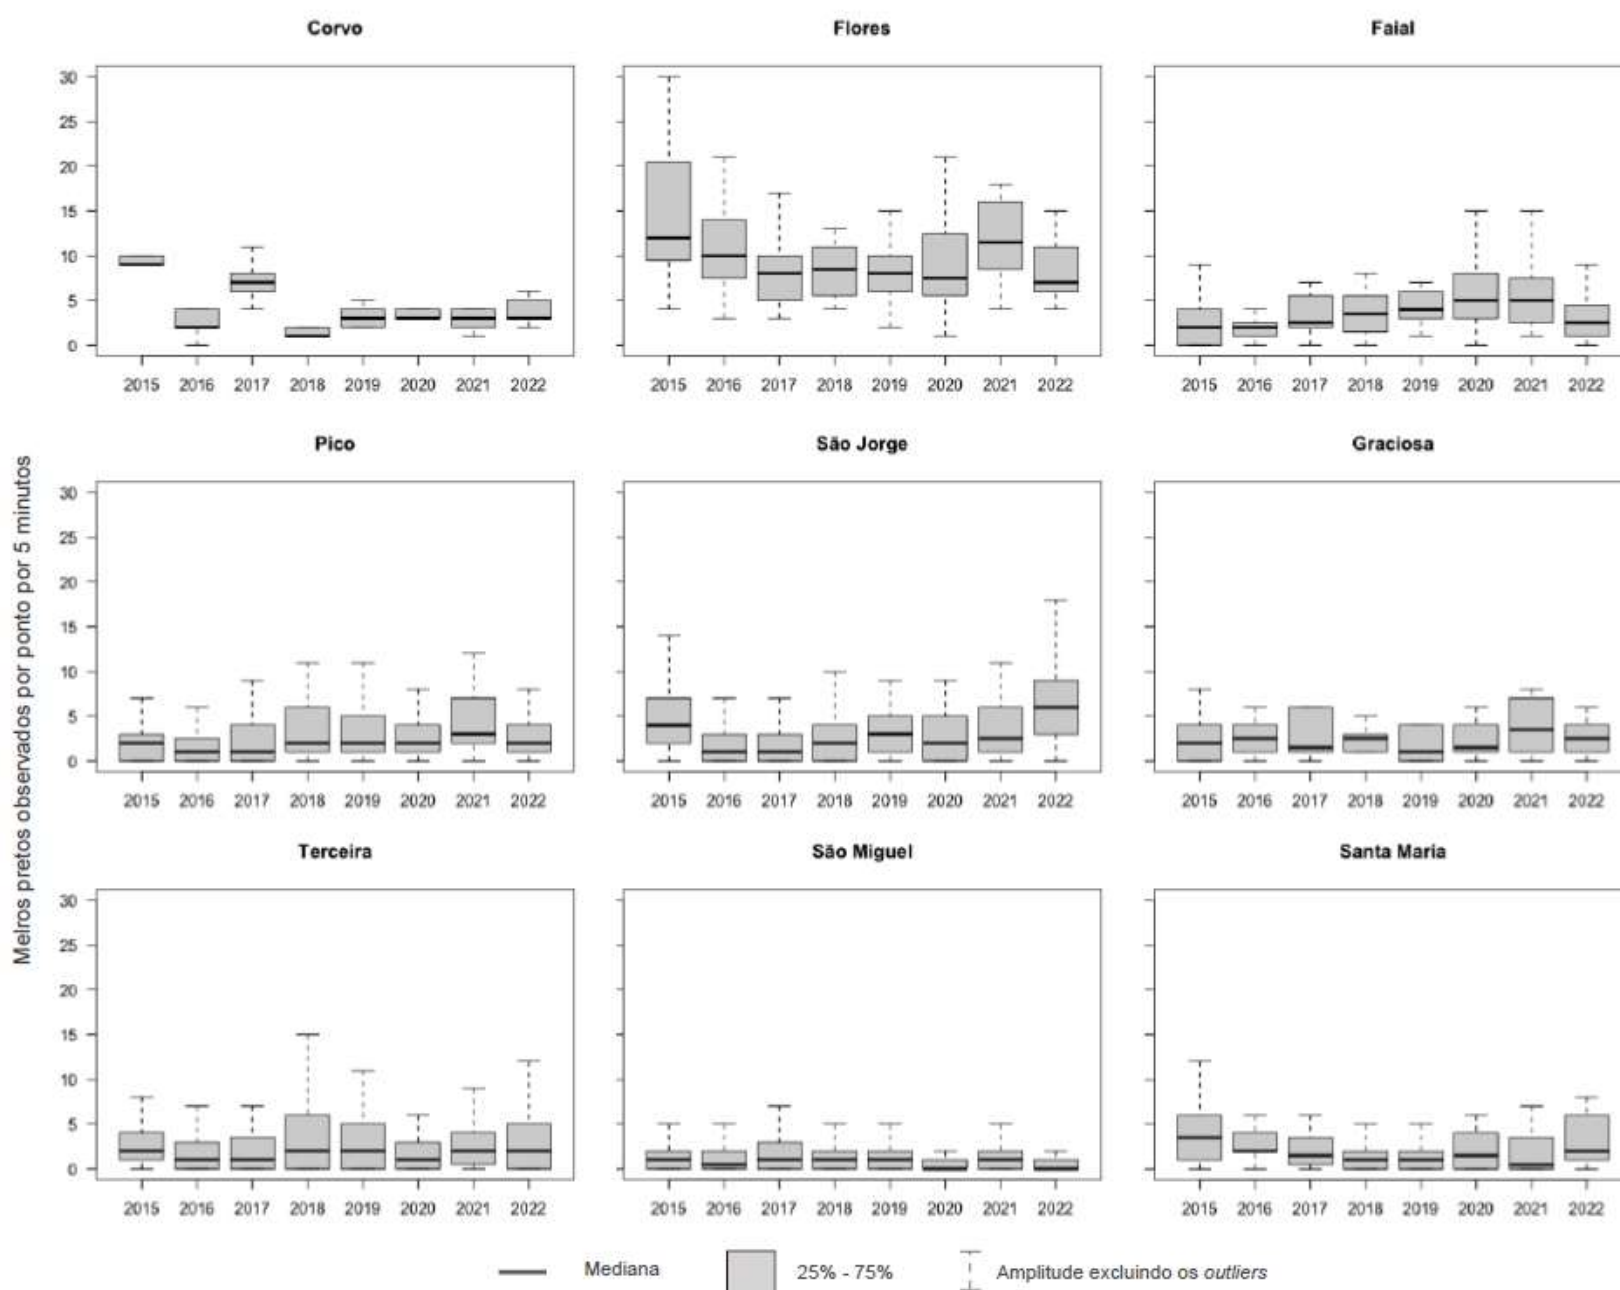 Corvo Flores Faial
30
25
20
15
10
5
0
2015 2016 2017 2018 2019 2020 2021 2022 2015 2016 2017 2018 2019 2020 2021 2022 2015 2016 2017 2018 2019 2020 2021 2022
Melros pretos observados por ponto por 5 minutos
Pico São Jorge Graciosa
30
25
20
15
10
5
0
2015 2016 2017 2018 2019 2020 2021 2022 2015 2016 2017 2018 2019 2020 2021 2022 2015 2016 2017 2018 2019 2020 2021 2022
Terceira São Miguel Santa Maria
30
25
20
15
10
5
0
2015 2016 2017 2018 2019 2020 2021 2022 2015 2016 2017 2018 2019 2020 2021 2022 2015 2016 2017 2018 2019 2020 2021 2022
Mediana 25% - 75% Amplitude excluindo os outliers